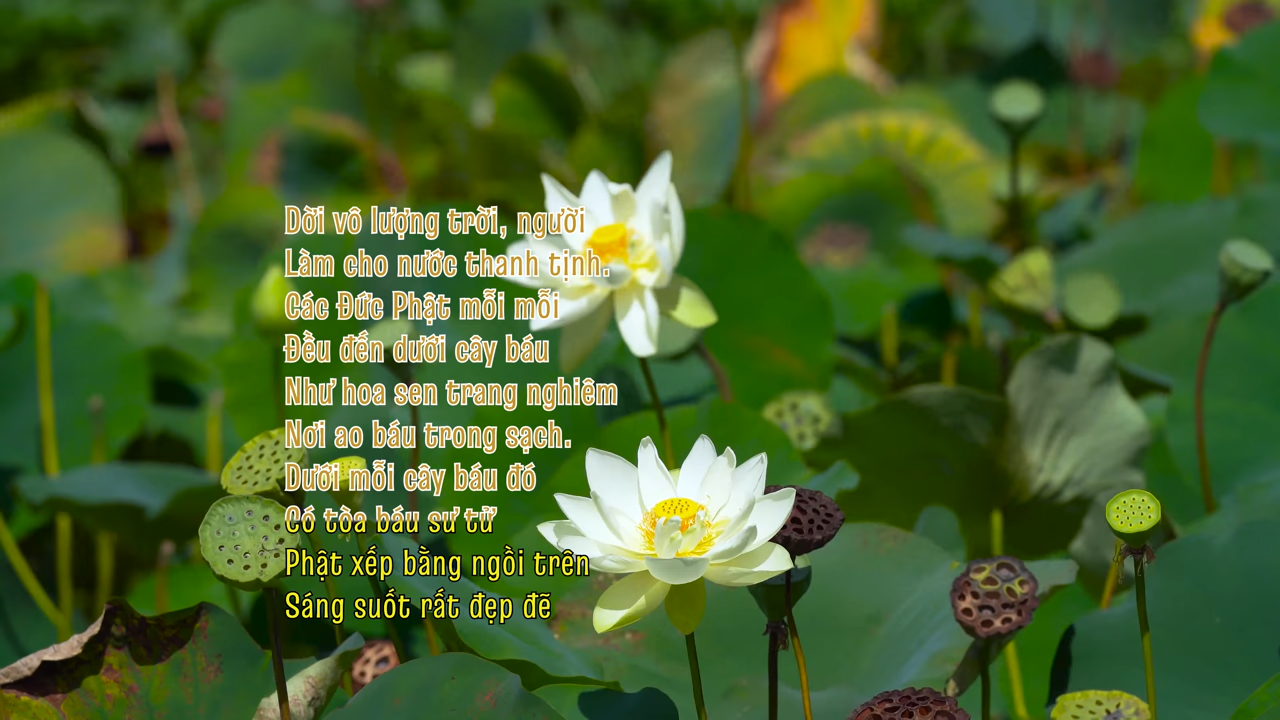 Dời vô lượng trời, người
Làm cho nước thanh tịnh.
Các Đức Phật mỗi mỗi
Đều đến dưới cây báu
Như hoa sen trang nghiêm
Nơi ao báu trong sạch.
Dưới mỗi cây báu đó
Có tòa báu sư tử
Phật xếp bằng ngồi trên
Sáng suốt rất đẹp đẽ